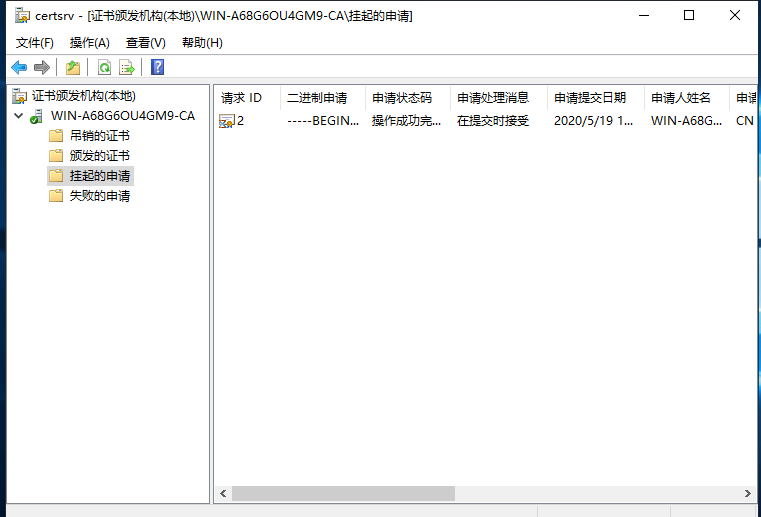 certsrv - [证书颁发机构(本地)\WIN-A68G6OU4GM9-CA\挂起的申请]
文件(F) 操作(A) 查看(V) 帮助(H)
证书颁发机构(本地)
WIN-A68G6OU4GM9-CA
吊销的证书
颁发的证书
挂起的申请
失败的申请
请求 ID 二进制申请 申请状态码 申请处理消息 申请提交日期 申请人姓名 申请
2 -----BEGIN... 操作成功完... 在提交时接受 2020/5/19 1... WIN-A68G... CN